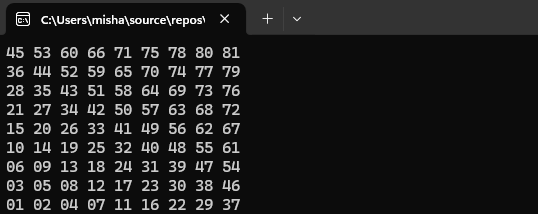 C:\Users\misha\source\repos\
45 53 60 66 71 75 78 80 81
36 44 52 59 65 70 74 77 79
28 35 43 51 58 64 69 73 76
21 27 34 42 50 57 63 68 72
15 20 26 33 41 49 56 62 67
10 14 19 25 32 40 48 55 61
06 09 13 18 24 31 39 47 54
03 05 08 12 17 23 30 38 46
01 02 04 07 11 16 22 29 37